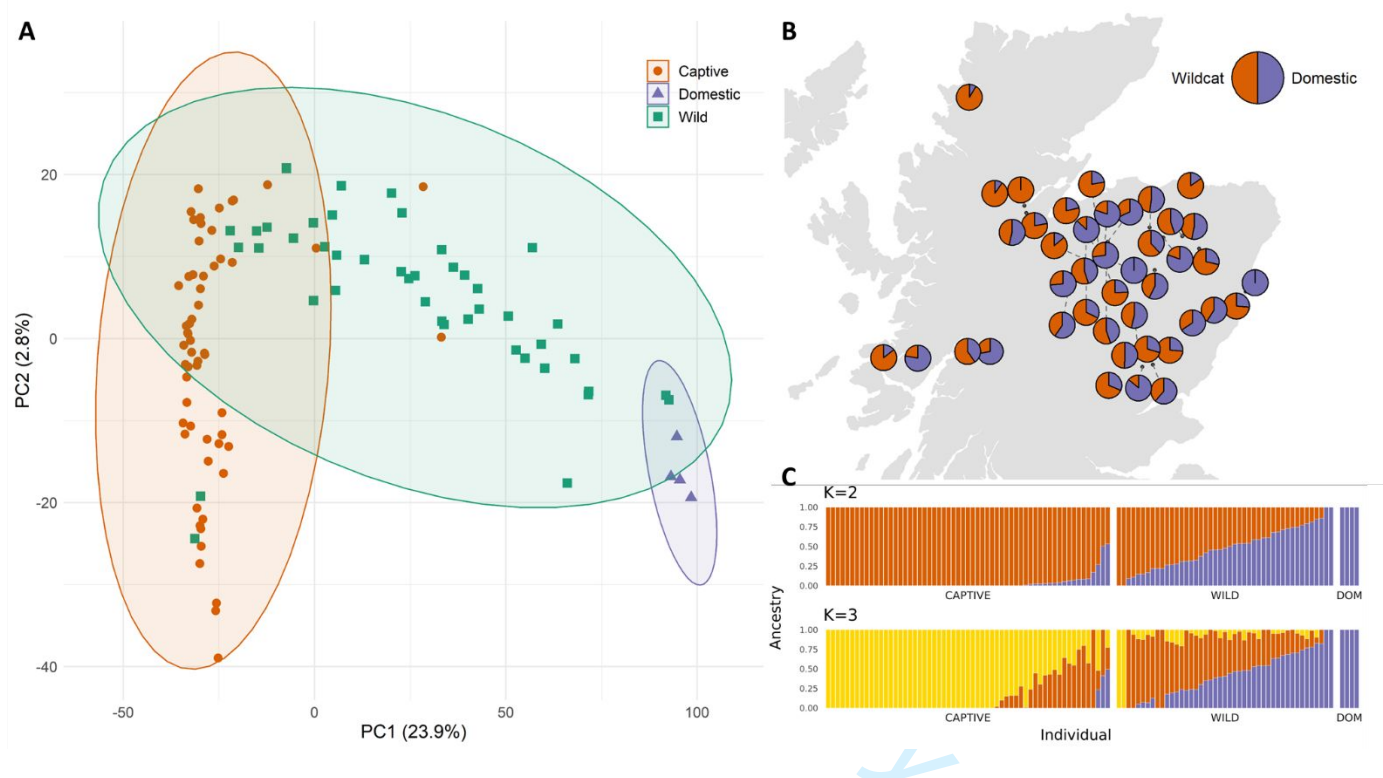 A
Captive
Domestic
Wild
20
0
-20
-40
PC2 (2.8%)
-50
0
50
100
PC1 (23.9%)
B
Wildcat
Domestic
C
K=2
1.00
0.75
0.50
0.25
0.00
CAPTIVE
WILD
DOM
K=3
1.00
0.75
0.50
0.25
0.00
CAPTIVE
WILD
DOM
Ancestry
Individual